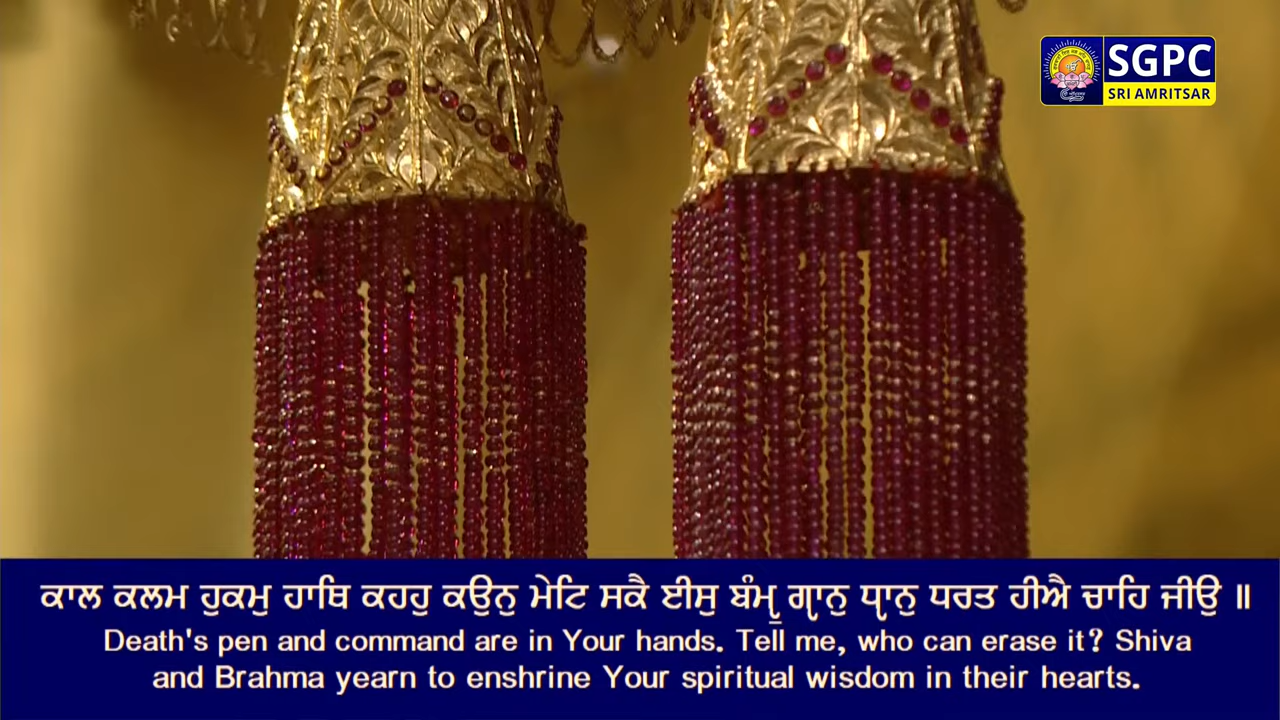 SGPC
SRI AMRITSAR
ਕਾਲ ਕਲਮ ਹੁਕਮੁ ਹਾਥਿ ਕਹਹੁ ਕਉਨੁ ਮੇਟਿ ਸਕੈ ਈਸੁ ਬੰਮ੍ਯ੍ਯੁ ਗੵਾਨੁ ਧੵਾਨੁ ਧਰਤ ਹੀਐ ਚਾਹਿ ਜੀਉ ॥
Death's pen and command are in Your hands. Tell me, who can erase it? Shiva
and Brahma yearn to enshrine Your spiritual wisdom in their hearts.